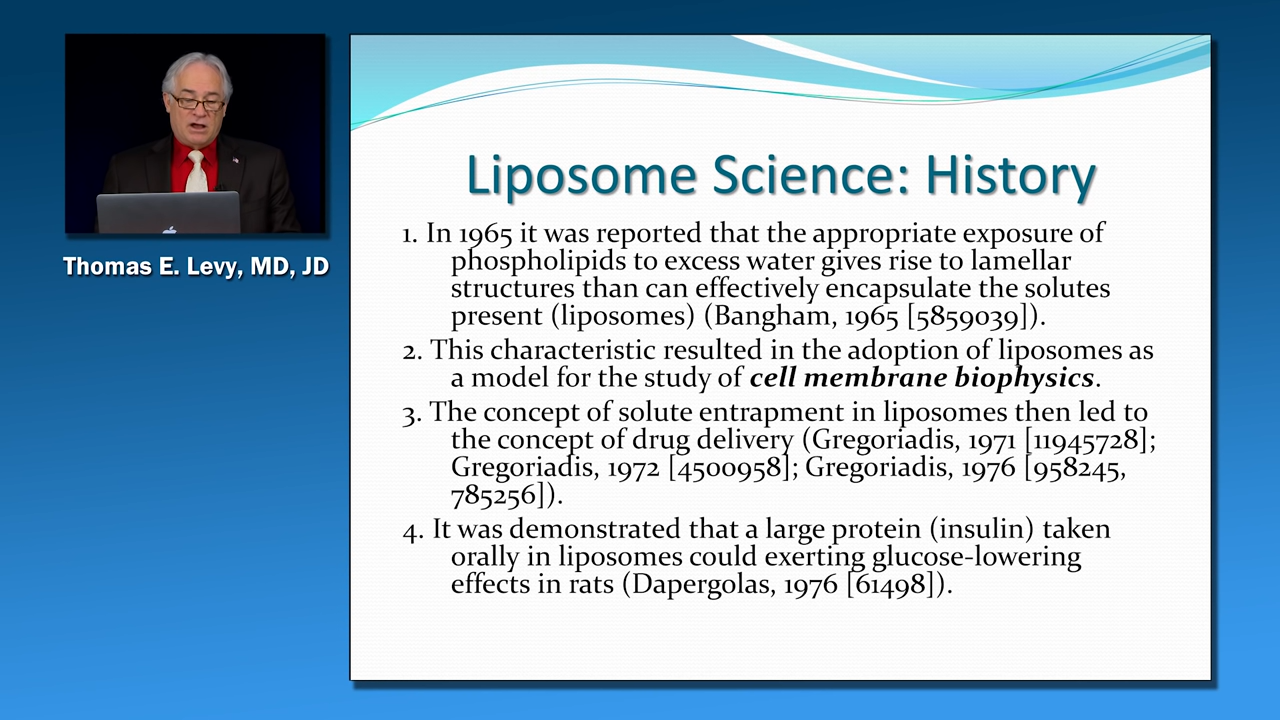 Thomas E. Levy, MD, JD
Liposome Science: History
1. In 1965 it was reported that the appropriate exposure of
phospholipids to excess water gives rise to lamellar
structures than can effectively encapsulate the solutes
present (liposomes) (Bangham, 1965 [5859039]).
2. This characteristic resulted in the adoption of liposomes as
a model for the study of cell membrane biophysics.
3. The concept of solute entrapment in liposomes then led to
the concept of drug delivery (Gregoriadis, 1971 [11945728];
Gregoriadis, 1972 [4500958]; Gregoriadis, 1976 [958245,
785256]).
4. It was demonstrated that a large protein (insulin) taken
orally in liposomes could exerting glucose-lowering
effects in rats (Dapergolas, 1976 [61498]).